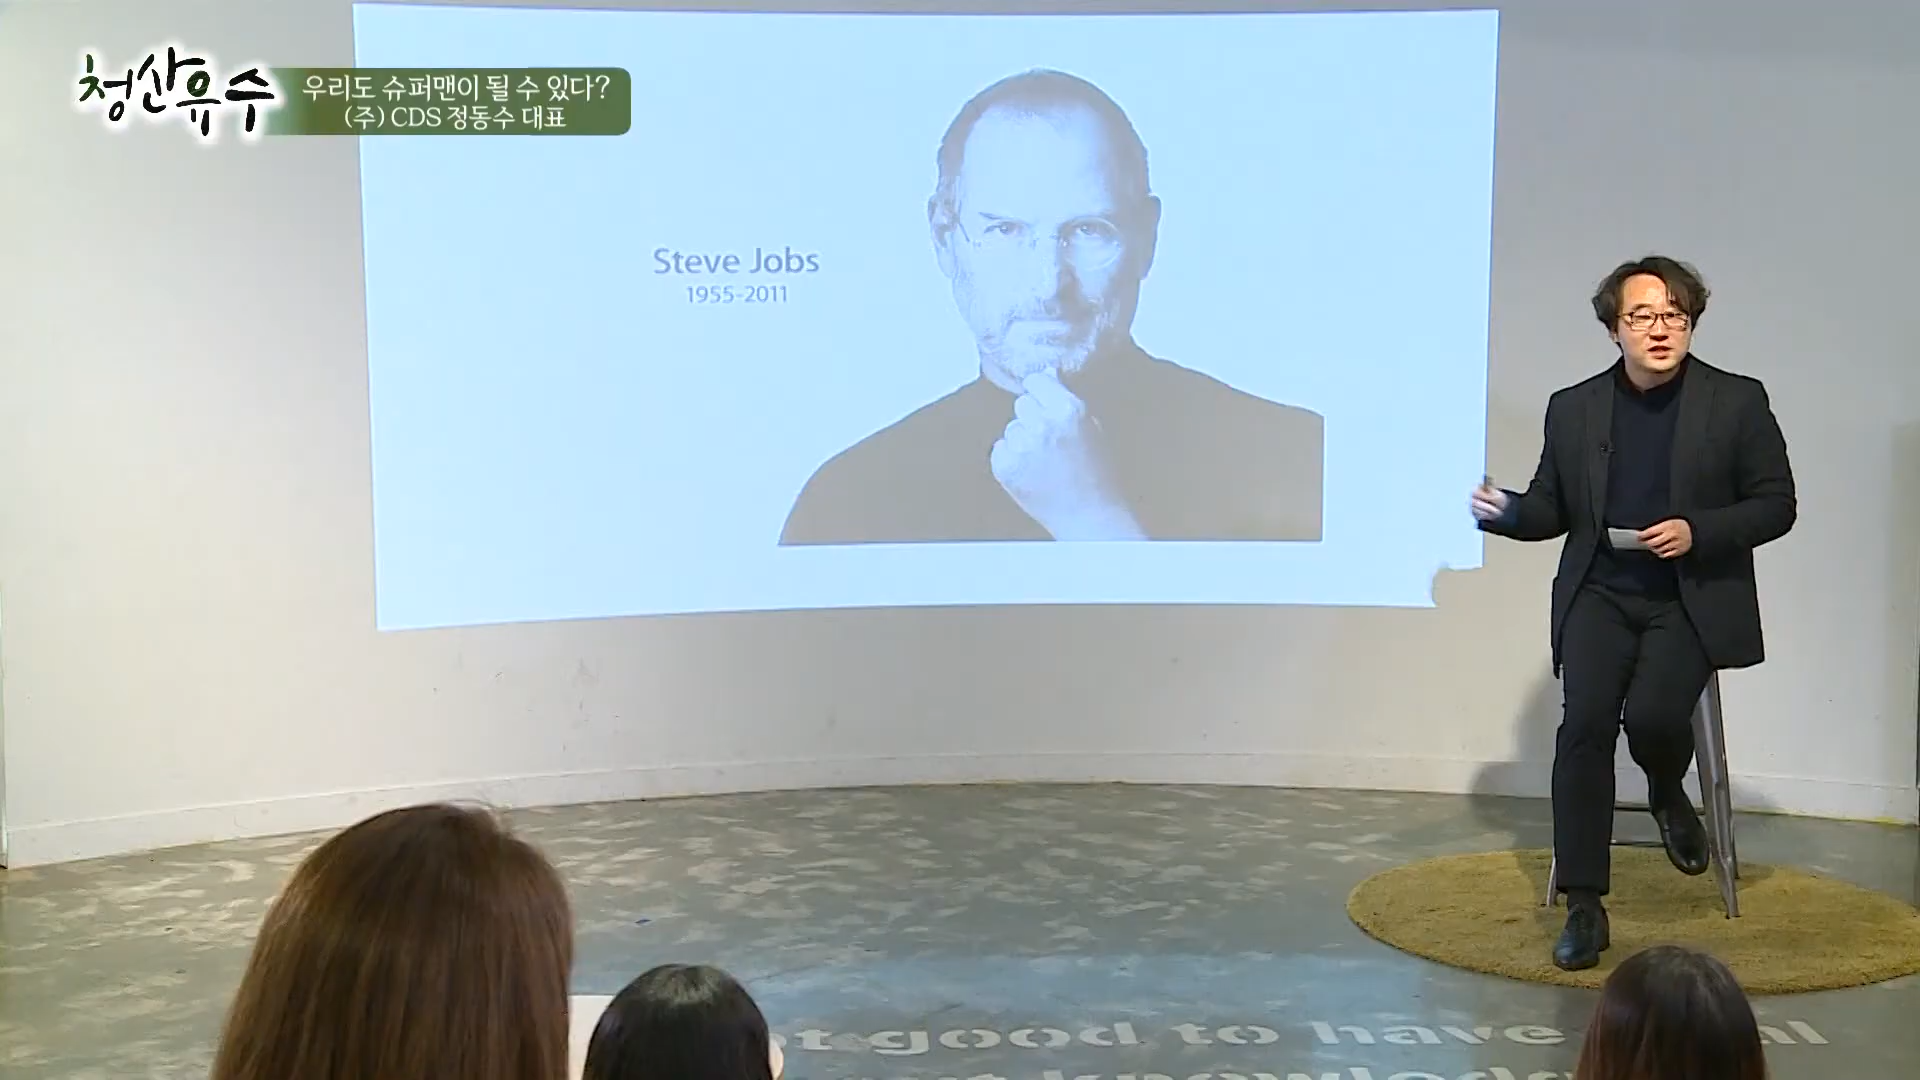 청산유수
우리도 슈퍼맨이 될 수 있다?
(주) CDS 정동수 대표
Steve Jobs
1955-2011
good to have